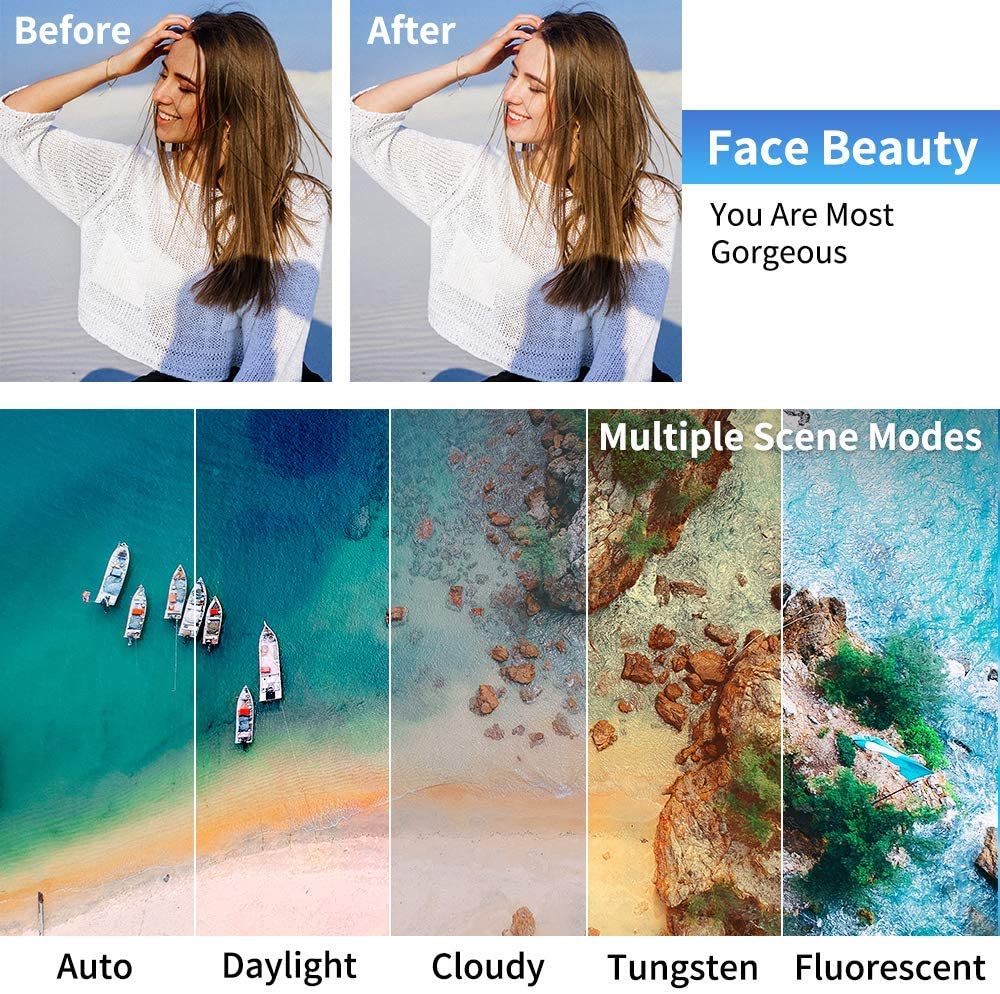 Before
After
Face Beauty
You Are Most
Gorgeous
Multiple Scene Modes
Auto
Daylight
Cloudy
Tungsten
Fluorescent